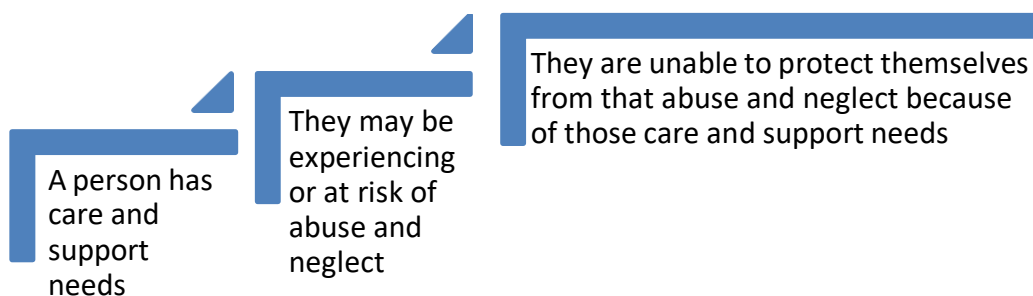 A person has
care and
support
needs
They may be
experiencing
or at risk of
abuse and
neglect
They are unable to protect themselves
from that abuse and neglect because
of those care and support needs